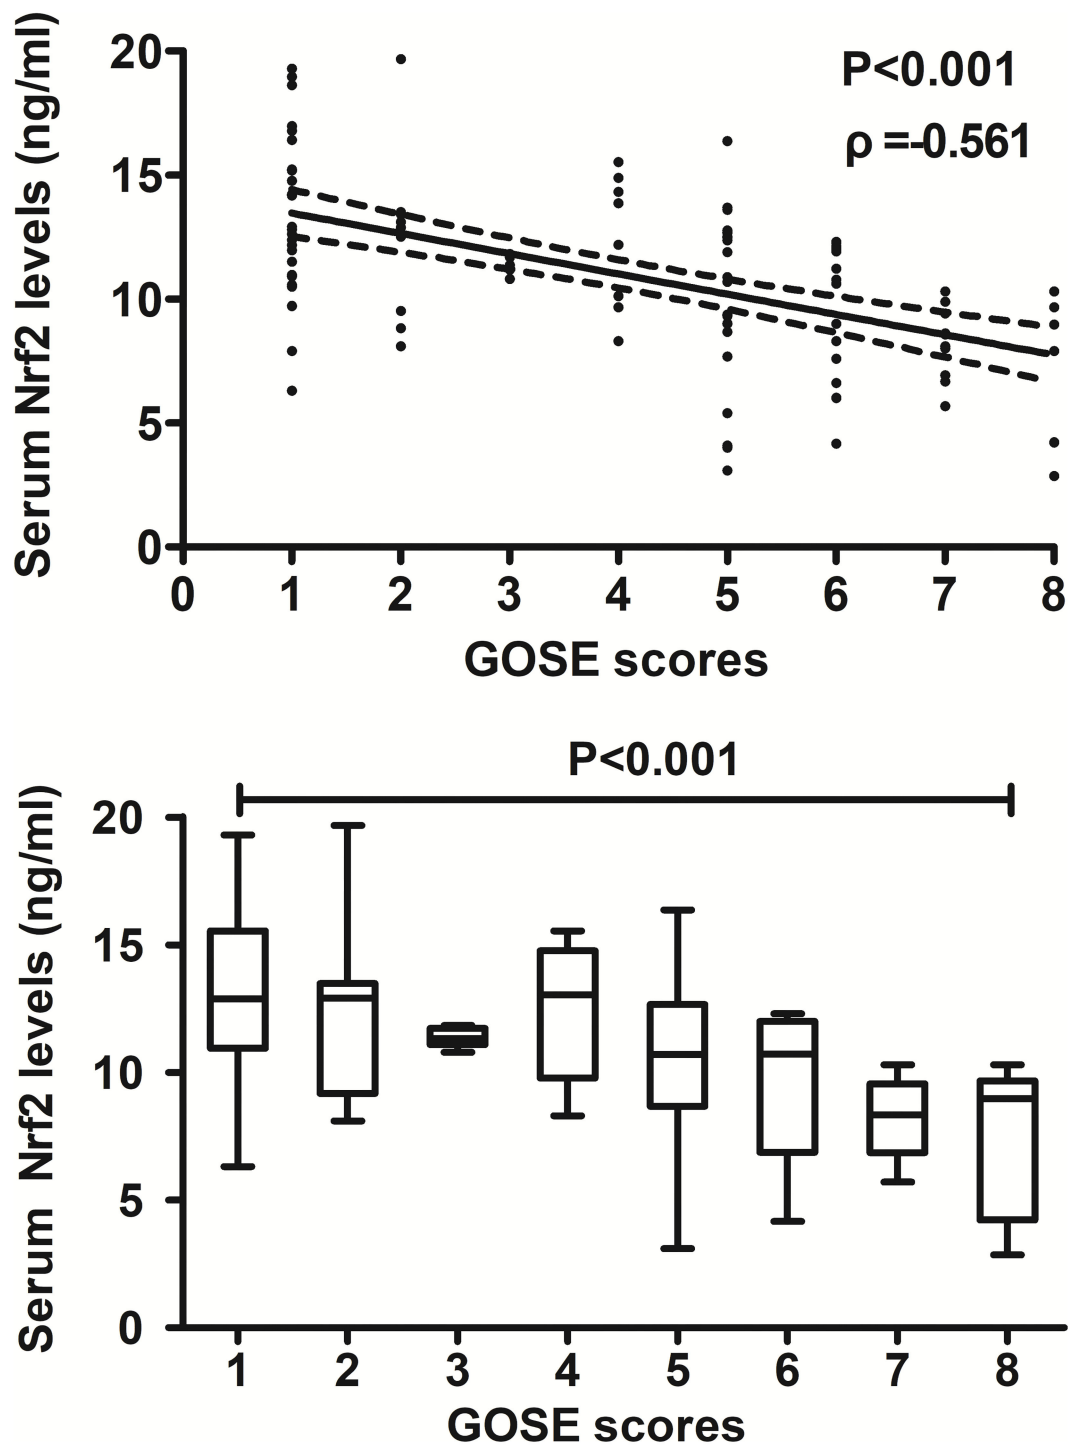 Serum Nrf2 levels (ng/ml)
20
15
10
5
0
P<0.001
ρ =-0.561
0 1 2 3 4 5 6 7 8
GOSE scores
P<0.001
Serum Nrf2 levels (ng/ml)
20
15
10
5
0
1 2 3 4 5 6 7 8
GOSE scores